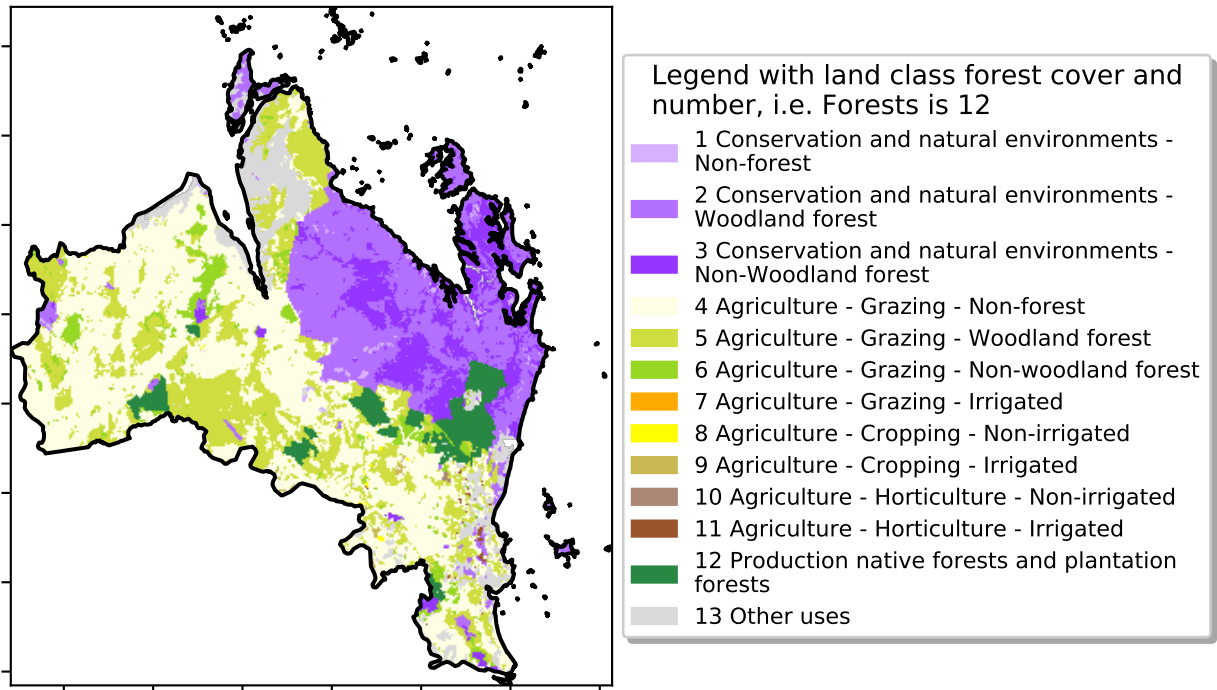 Legend with land class forest cover and
number, i.e. Forests is 12
1 Conservation and natural environments -
Non-forest
2 Conservation and natural environments -
Woodland forest
3 Conservation and natural environments -
Non-Woodland forest
4 Agriculture - Grazing - Non-forest
5 Agriculture - Grazing - Woodland forest
6 Agriculture - Grazing - Non-woodland forest
7 Agriculture - Grazing - Irrigated
8 Agriculture - Cropping - Non-irrigated
9 Agriculture - Cropping - Irrigated
10 Agriculture - Horticulture - Non-irrigated
11 Agriculture - Horticulture - Irrigated
12 Production native forests and plantation
forests
13 Other uses